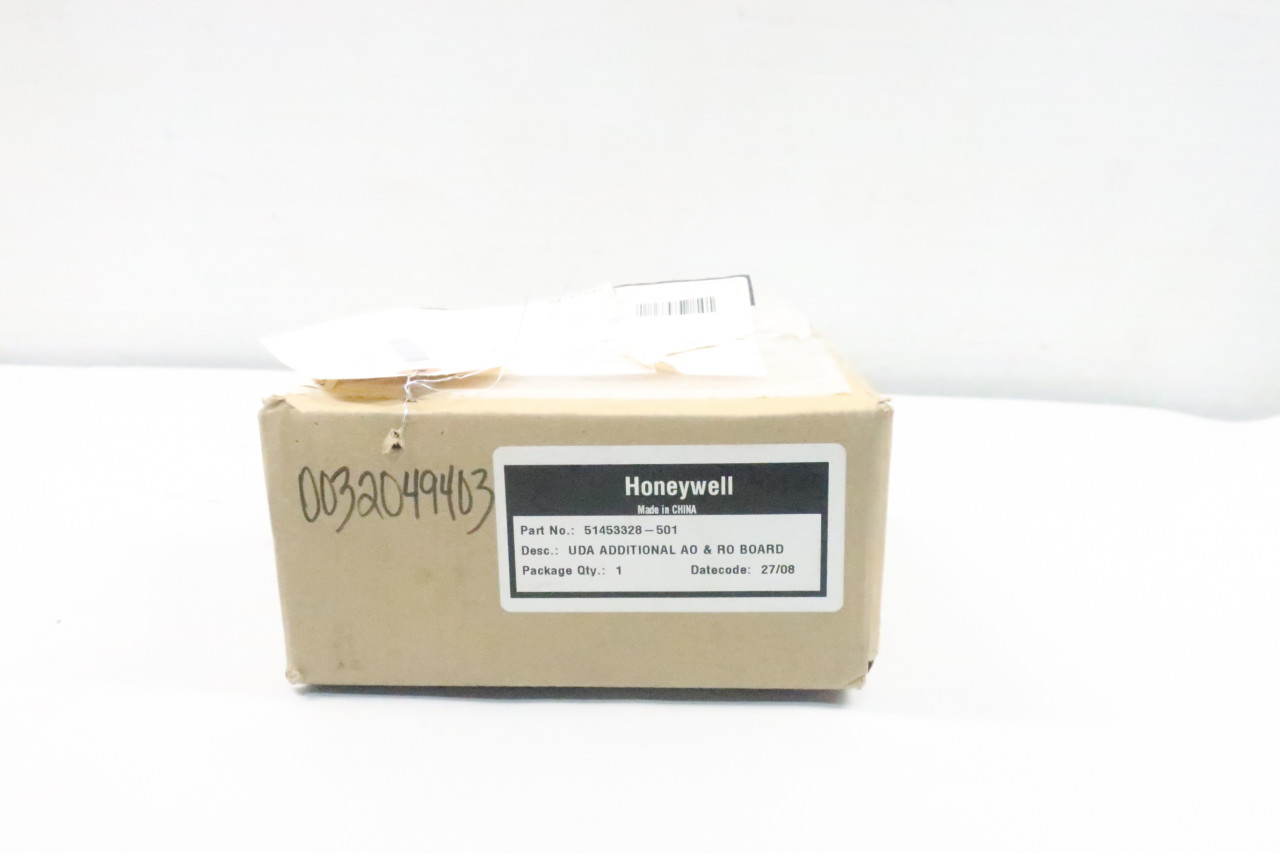 0032049403
Honeywell
Made in CHINA
Part No.: 51453328-501
Desc.: UDA ADDITIONAL AO & RO BOARD
Package Qty.: 1 Datecode: 27/08